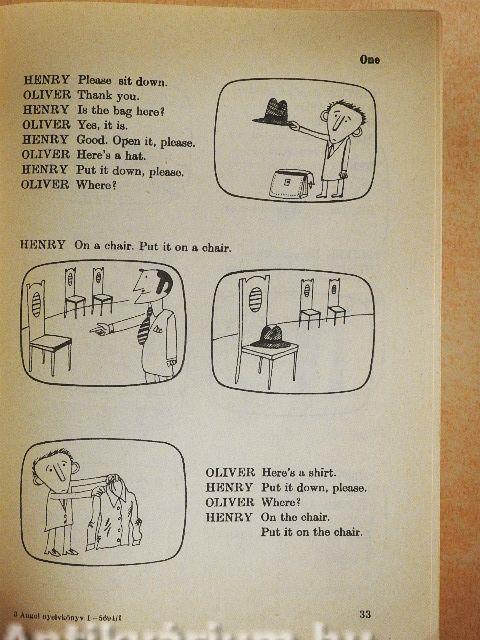 One
HENRY Please sit down.
OLIVER Thank you.
HENRY Is the bag here?
OLIVER Yes, it is.
HENRY Good. Open it, please.
OLIVER Here's a hat.
HENRY Put it down, please.
OLIVER Where?
HENRY On a chair. Put it on a chair.
OLIVER Here's a shirt.
HENRY Put it down, please.
OLIVER Where?
HENRY On the chair.
Put it on the chair.
3 Angol nyelvkönyv I
33
Antikvárium.hu